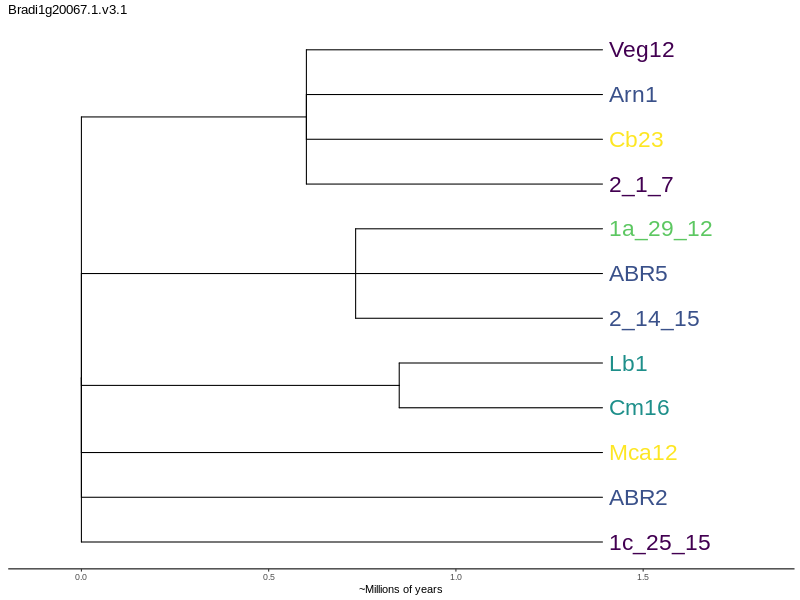 Bradi1g20067.1.v3.1
Veg12
Arn1
Cb23
2_1_7
1a_29_12
ABR5
2_14_15
Lb1
Cm16
Mca12
ABR2
1c_25_15
0.0 0.5 1.0 1.5
~Millions of years